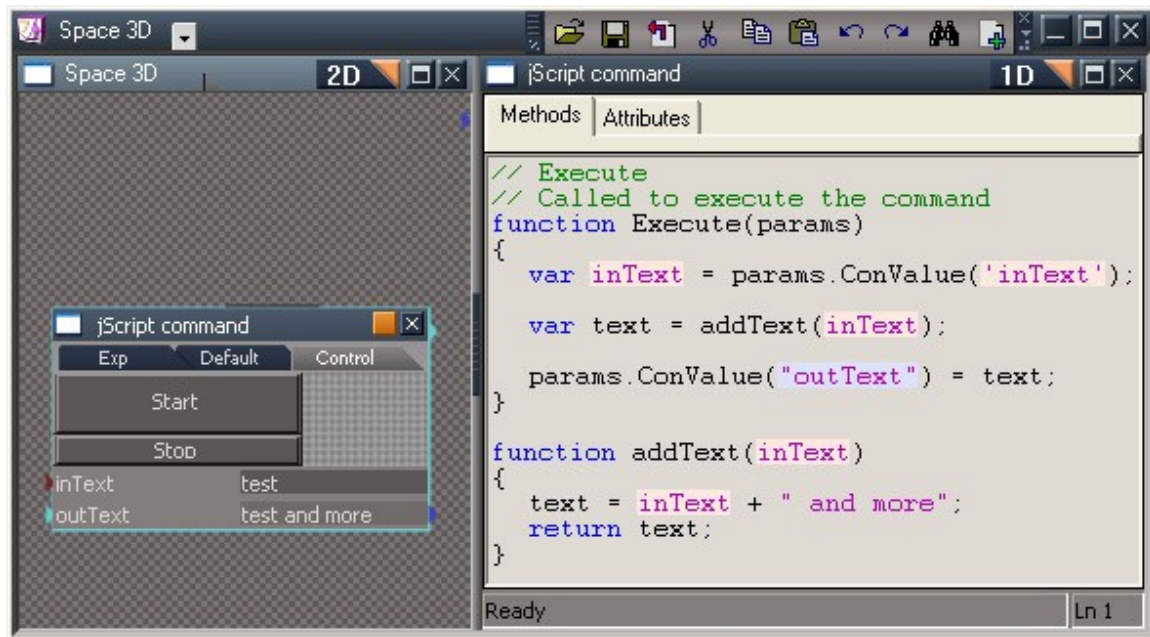 Space 3D
Space 3D
2D
jScript command
Exp Default Control
Start
Stop
inText test
outText test and more
jScript command
1D
Methods Attributes
// Execute
// Called to execute the command
function Execute(params)
{
var inText = params.ConValue('inText');
var text = addText(inText);
params.ConValue("outText") = text;
}
function addText(inText)
{
text = inText + " and more";
return text;
}
Ready Ln 1